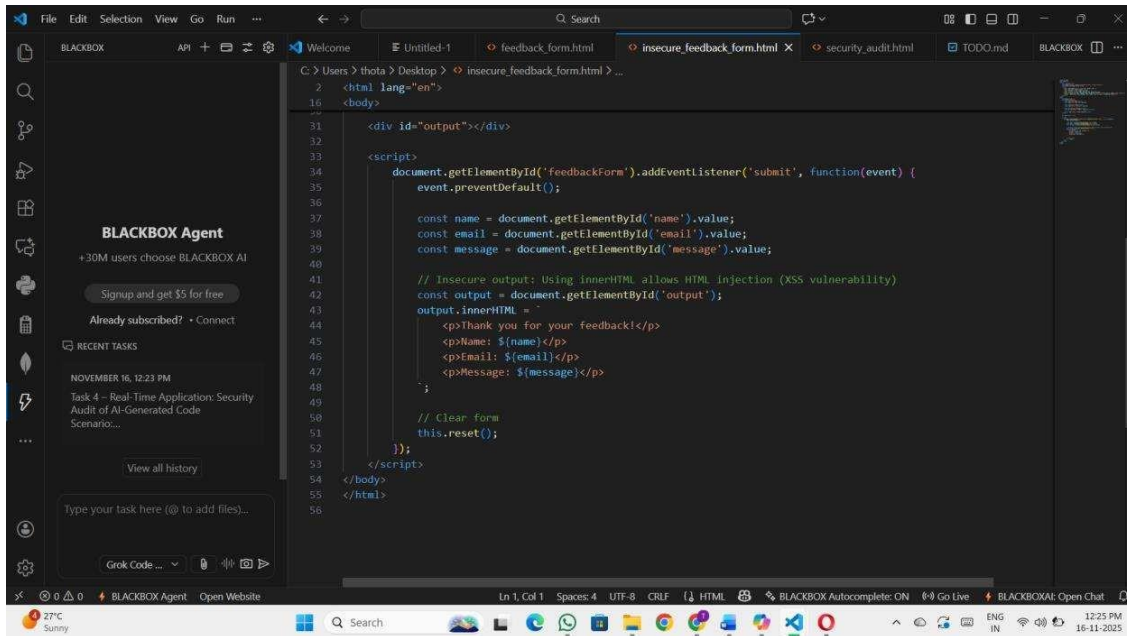 File Edit Selection View Go Run ···
Search
BLACKBOX API
Welcome Untitled-1 feedback_form.html insecure_feedback_form.html security_audit.html TODO.md BLACKBOX
C: > Users > thota > Desktop > insecure_feedback_form.html > ...
2 <html lang="en">
16 <body>
31 <div id="output"></div>
32
33 <script>
34 document.getElementById('feedbackForm').addEventListener('submit', function(event) {
35 event.preventDefault();
36
37 const name = document.getElementById('name').value;
38 const email = document.getElementById('email').value;
39 const message = document.getElementById('message').value;
40
41 // Insecure output: Using innerHTML allows HTML injection (XSS vulnerability)
42 const output = document.getElementById('output');
43 output.innerHTML = `
44 <p>Thank you for your feedback!</p>
45 <p>Name: ${name}</p>
46 <p>Email: ${email}</p>
47 <p>Message: ${message}</p>
48 `;
49
50 // Clear form
51 this.reset();
52 });
53 </script>
54 </body>
55 </html>
56
BLACKBOX Agent
+30M users choose BLACKBOX AI
Signup and get $5 for free
Already subscribed? • Connect
RECENT TASKS
NOVEMBER 16, 12:23 PM
Task 4 – Real-Time Application: Security
Audit of AI-Generated Code
Scenario:...
View all history
Type your task here (@ to add files)...
Grok Code ...
0 0 BLACKBOX Agent Open Website Ln 1, Col 1 Spaces: 4 UTF-8 CRLF HTML BLACKBOX Autocomplete: ON Go Live BLACKBOXAI: Open Chat
4 27°C
Sunny
Search
ENG
IN
12:25 PM
16-11-2025